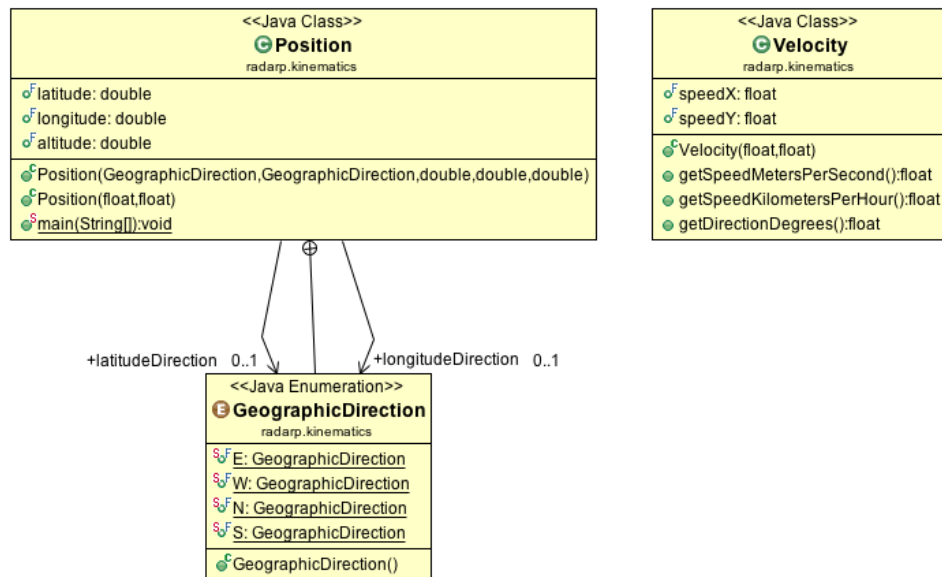 <<Java Class>>
Position
radarp.kinematics
latitude: double
longitude: double
altitude: double
Position(GeographicDirection,GeographicDirection,double,double,double)
Position(float,float)
main(String[]):void
<<Java Class>>
Velocity
radarp.kinematics
speedX: float
speedY: float
Velocity(float,float)
getSpeedMetersPerSecond():float
getSpeedKilometersPerHour():float
getDirectionDegrees():float
+latitudeDirection 0..1
+longitudeDirection 0..1
<<Java Enumeration>>
GeographicDirection
radarp.kinematics
E: GeographicDirection
W: GeographicDirection
N: GeographicDirection
S: GeographicDirection
GeographicDirection()